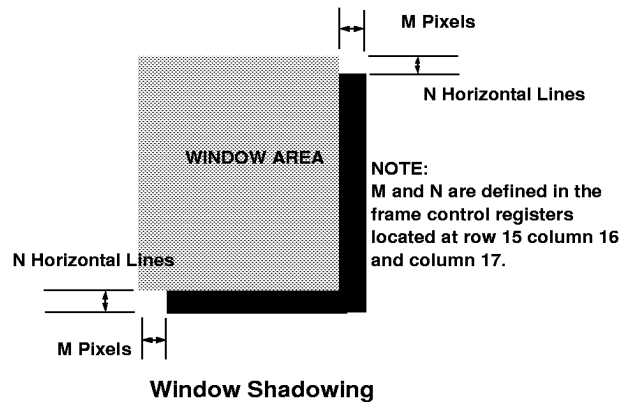 M Pixels
N Horizontal Lines
WINDOW AREA
NOTE:
M and N are defined in the
frame control registers
located at row 15 column 16
and column 17.
N Horizontal Lines
M Pixels
Window Shadowing